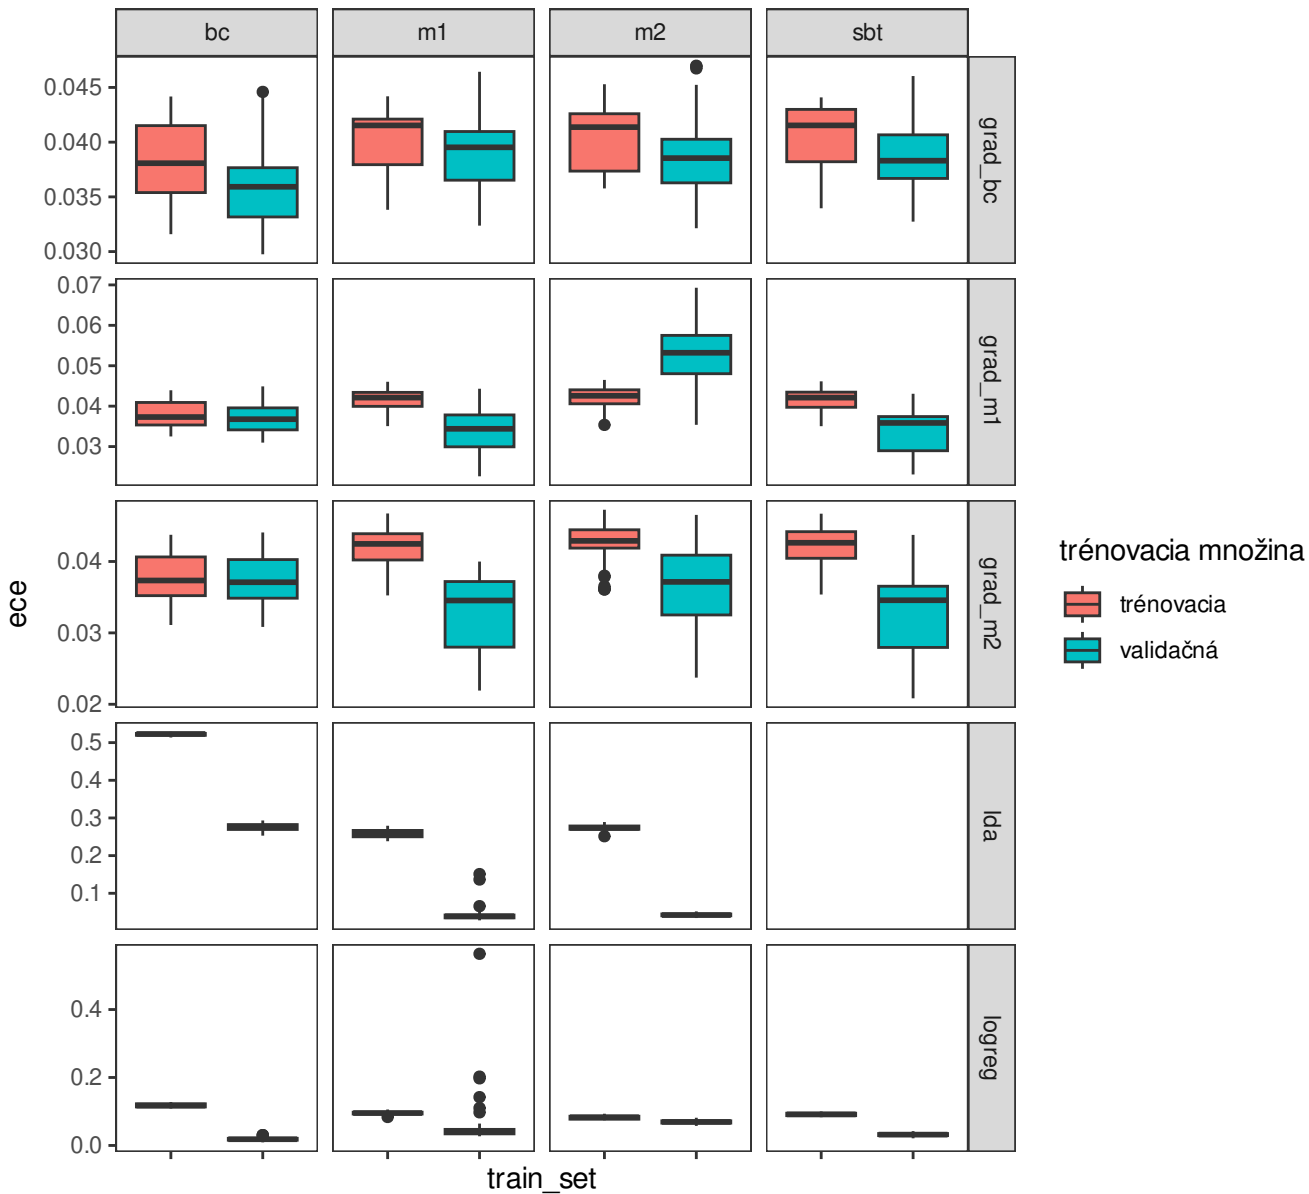 bc m1 m2 sbt
0.045
0.040
0.035
0.030
grad_bc
0.07
0.06
0.05
0.04
0.03
grad_m1
0.04
0.03
0.02
grad_m2
0.5
0.4
0.3
0.2
0.1
lda
0.4
0.2
0.0
logreg
ece
train_set
trénovacia množina
trénovacia
validačná